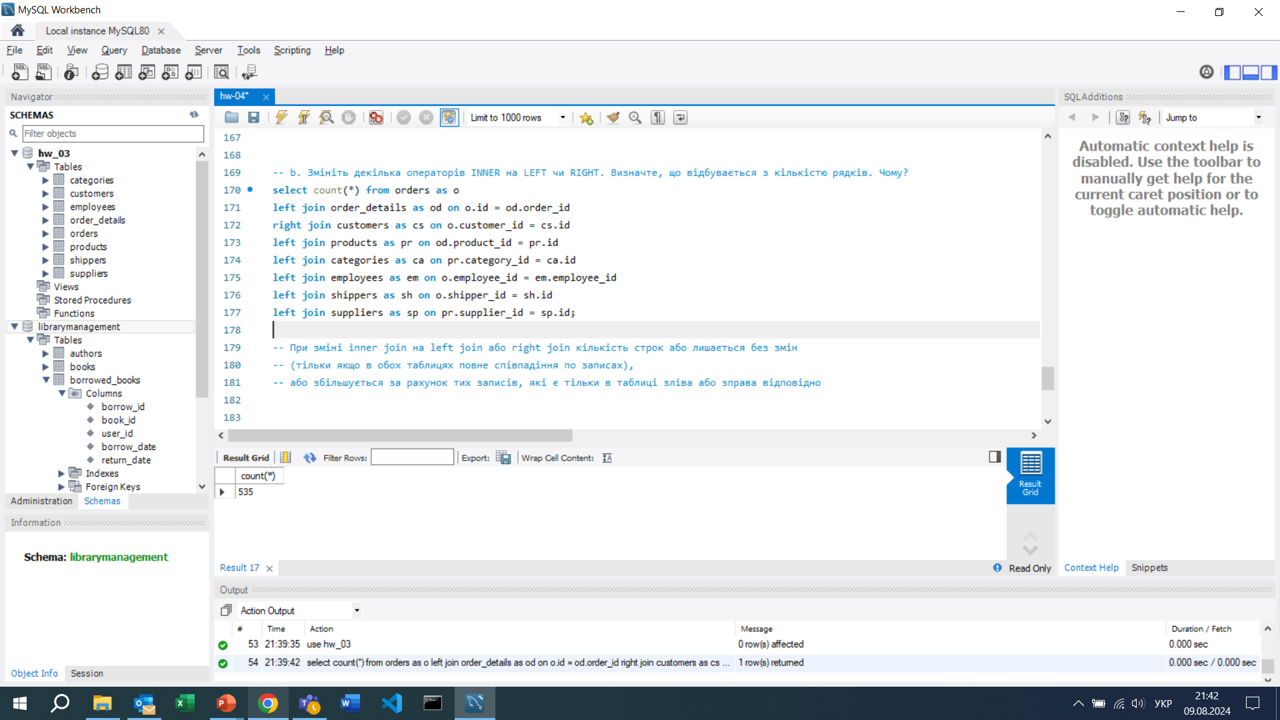 MySQL Workbench
Local instance MySQL80
File Edit View Query Database Server Tools Scripting Help
Navigator
SCHEMAS
Filter objects
hw_03
Tables
categories
customers
employees
order_details
orders
products
shippers
suppliers
Views
Stored Procedures
Functions
librarymanagement
Tables
authors
books
borrowed_books
Columns
borrow_id
book_id
user_id
borrow_date
return_date
Indexes
Foreign Keys
Administration Schemas
Information
Schema: librarymanagement
Object Info Session
hw-04*
Limit to 1000 rows
167
168
169 -- b. Змініть декілька операторів INNER на LEFT чи RIGHT. Визначте, що відбувається з кількістю рядків. Чому?
170 select count(*) from orders as o
171 left join order_details as od on o.id = od.order_id
172 right join customers as cs on o.customer_id = cs.id
173 left join products as pr on od.product_id = pr.id
174 left join categories as ca on pr.category_id = ca.id
175 left join employees as em on o.employee_id = em.employee_id
176 left join shippers as sh on o.shipper_id = sh.id
177 left join suppliers as sp on pr.supplier_id = sp.id;
178
179 -- При зміні inner join на left join або right join кількість строк або лишається без змін
180 -- (тільки якщо в обох таблицях повне співпадіння по записах),
181 -- або збільшується за рахунок тих записів, які є тільки в таблиці зліва або зправа відповідно
182
183
Result Grid Filter Rows: Export: Wrap Cell Content:
count(*)
535
Result Grid
Result 17
Read Only
Output
Action Output
# Time Action Message Duration / Fetch
53 21:39:35 use hw_03 0 row(s) affected 0.000 sec
54 21:39:42 select count(*) from orders as o left join order_details as od on o.id = od.order_id right join customers as cs ... 1 row(s) returned 0.000 sec / 0.000 sec
SQLAdditions
Jump to
Automatic context help is
disabled. Use the toolbar to
manually get help for the
current caret position or to
toggle automatic help.
Context Help Snippets
УКР
21:42
09.08.2024